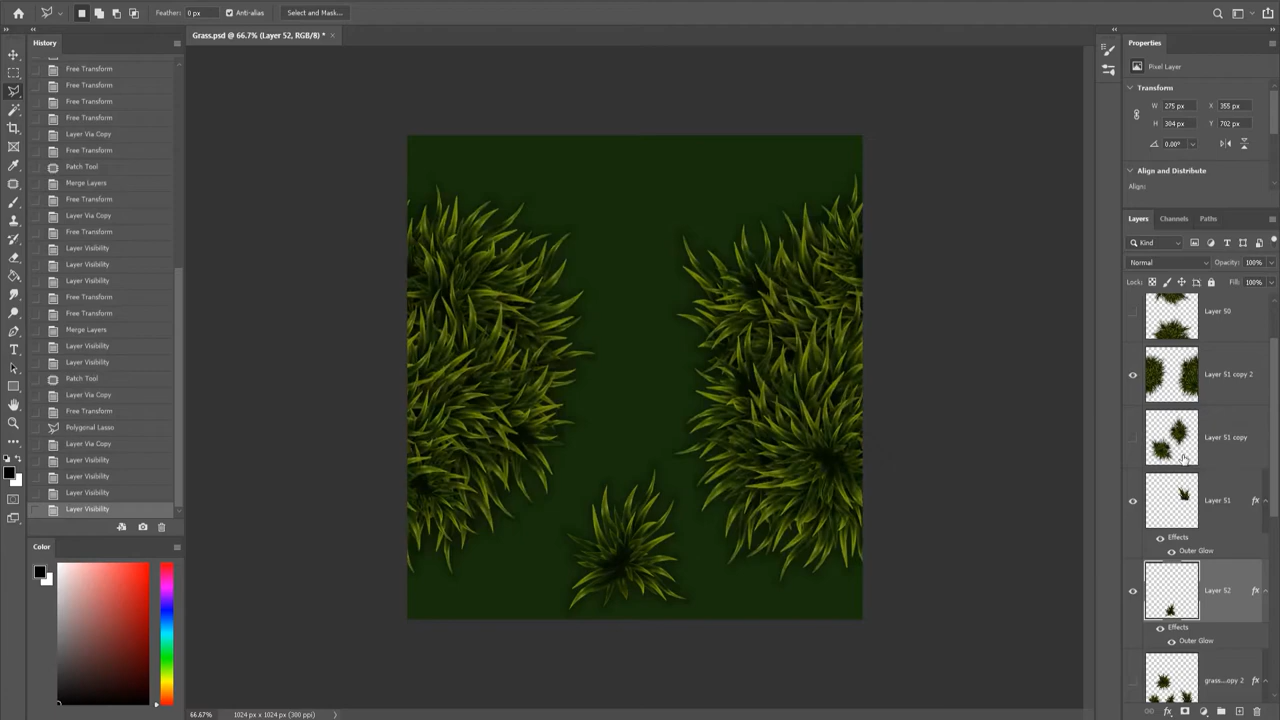 Feather: 0 px Anti-alias Select and Mask...
Grass.psd @ 66.7% (Layer 52, RGB/8) * ×
History
Free Transform
Free Transform
Free Transform
Free Transform
Layer Via Copy
Free Transform
Patch Tool
Merge Layers
Free Transform
Layer Via Copy
Free Transform
Layer Visibility
Layer Visibility
Layer Visibility
Free Transform
Free Transform
Merge Layers
Layer Visibility
Layer Visibility
Patch Tool
Layer Via Copy
Free Transform
Polygonal Lasso
Layer Via Copy
Layer Visibility
Layer Visibility
Layer Visibility
Layer Visibility
Color
66.67% 1024 px x 1024 px (300 ppi)
Properties
Pixel Layer
Transform
W 275 px X 355 px
H 304 px Y 702 px
0.00°
Align and Distribute
Align:
Layers Channels Paths
Kind
Normal Opacity: 100%
Lock: Fill: 100%
Layer 50
Layer 51 copy 2
Layer 51 copy
Layer 51 fx
Effects
Outer Glow
Layer 52 fx
Effects
Outer Glow
grass...opy 2
fx